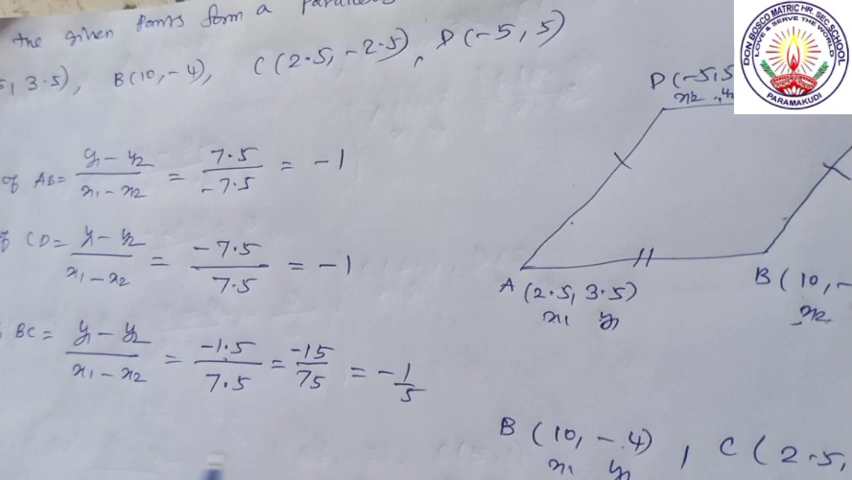 the given points form a
5, 3.5), B(10, -4), C(2.5, -2.5), D(-5, 5)
of AB = y1 - y2 / x1 - x2 = 7.5 / -7.5 = -1
of CD = y1 - y2 / x1 - x2 = -7.5 / 7.5 = -1
BC = y1 - y2 / x1 - x2 = -1.5 / 7.5 = -15 / 75 = -1/5
D(-5, 5
x2 y2
A (2.5, 3.5)
x1 y1
B (10, -
x2
B (10, -4), C (2.5,
x1 y1
DON BOSCO MATRIC HR. SEC. SCHOOL
LOVE & SERVE THE WORLD
PARAMAKUDI